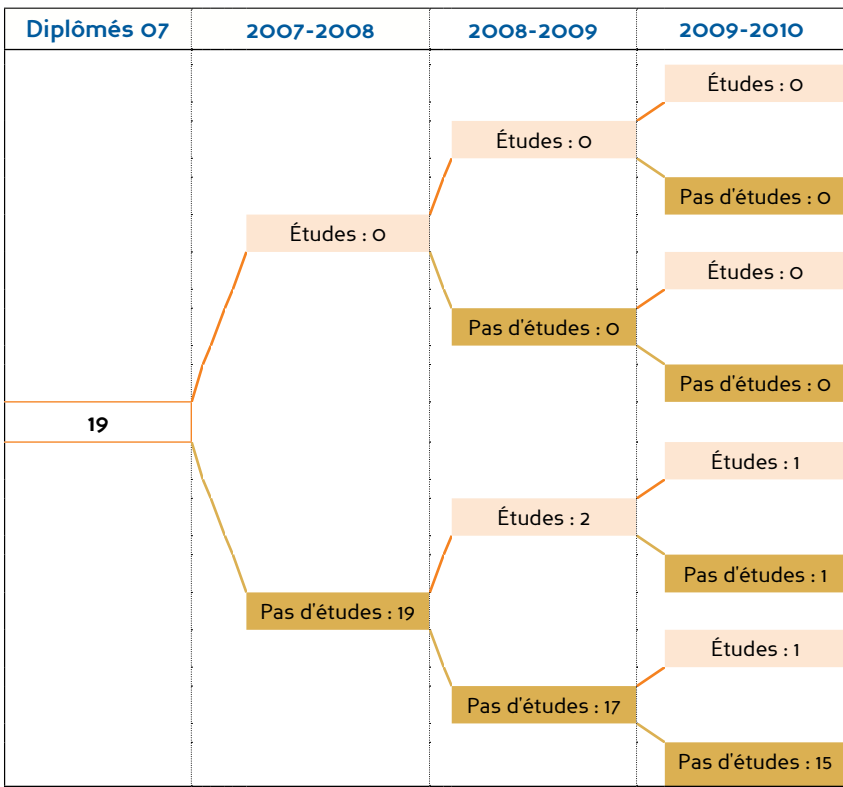 Diplômés 07 2007-2008 2008-2009 2009-2010
Études : 0
Études : 0
Pas d'études : 0
Études : 0
Études : 0
Pas d'études : 0
Pas d'études : 0
19
Études : 1
Études : 2
Pas d'études : 1
Pas d'études : 19
Études : 1
Pas d'études : 17
Pas d'études : 15